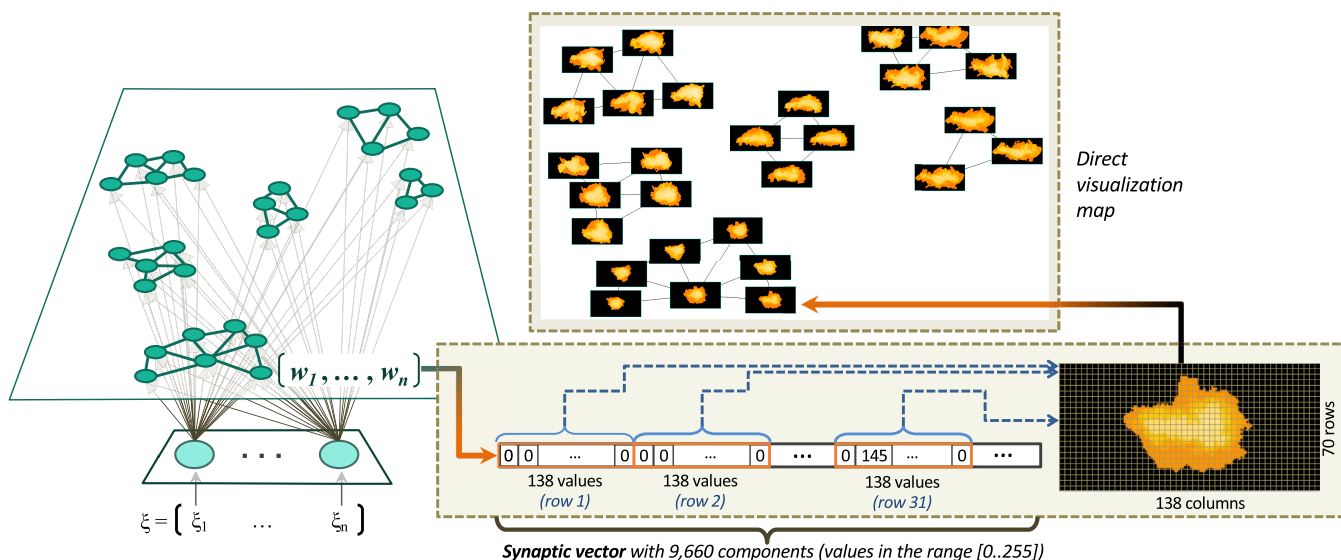 Direct
visualization
map
[w1, ... , wn]
0 0 ... 0 0 0 ... 0 ... 0 145 ... 0 ...
138 values 138 values 138 values
(row 1) (row 2) (row 31)
70 rows
138 columns
...
ξ = [ ξ1 ... ξn ]
Synaptic vector with 9,660 components (values in the range [0..255])